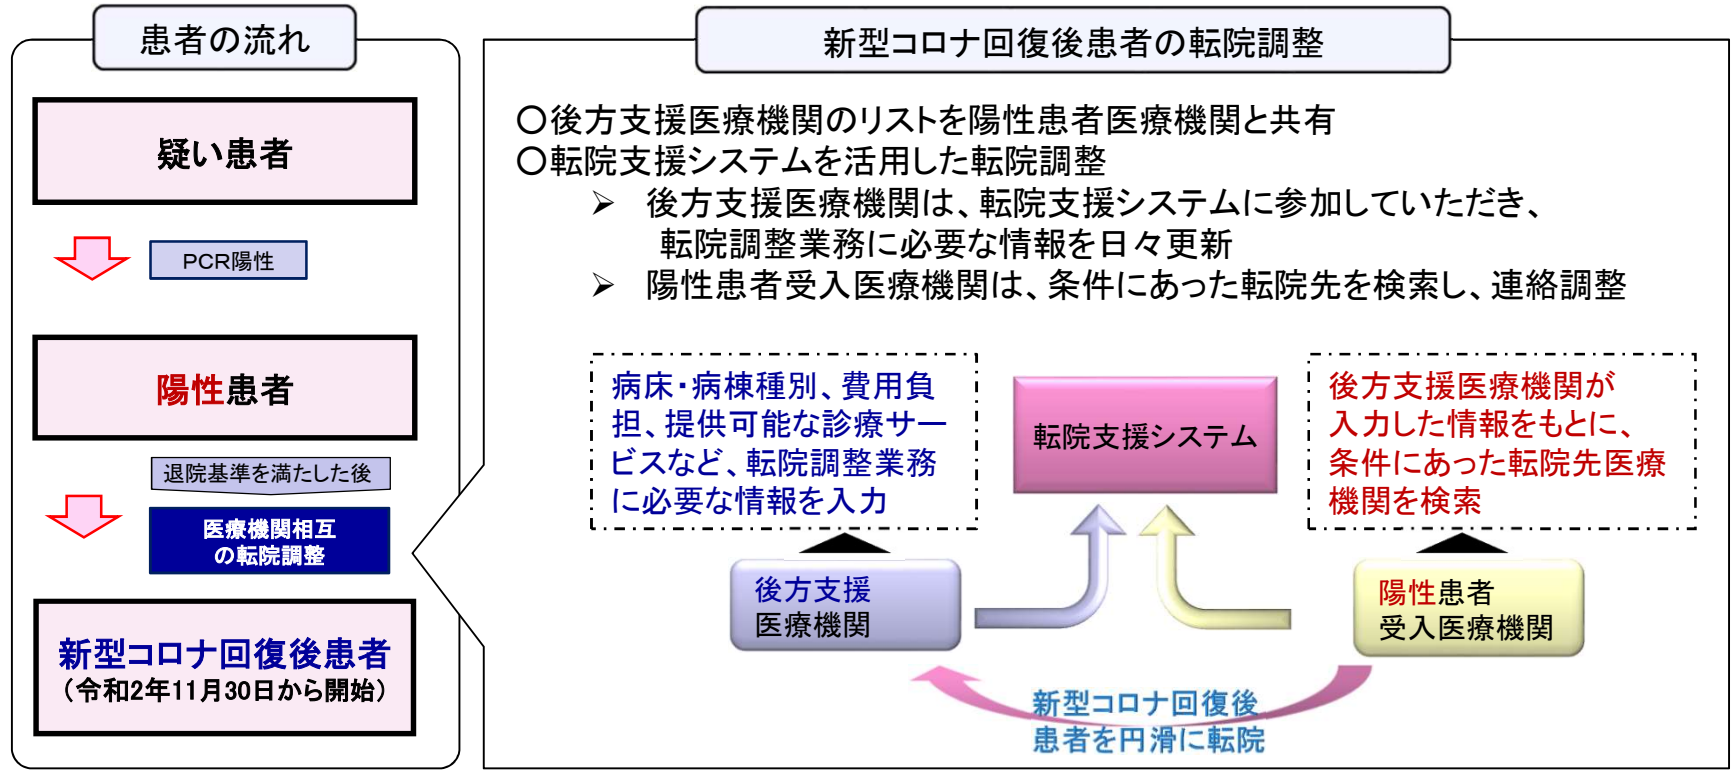 患者の流れ
疑い患者
PCR陽性
陽性患者
退院基準を満たした後
医療機関相互
の転院調整
新型コロナ回復後患者
（令和2年11月30日から開始）
新型コロナ回復後患者の転院調整
〇後方支援医療機関のリストを陽性患者医療機関と共有
〇転院支援システムを活用した転院調整
➢ 後方支援医療機関は、転院支援システムに参加していただき、
転院調整業務に必要な情報を日々更新
➢ 陽性患者受入医療機関は、条件にあった転院先を検索し、連絡調整
病床・病棟種別、費用負
担、提供可能な診療サー
ビスなど、転院調整業務
に必要な情報を入力
転院支援システム
後方支援医療機関が
入力した情報をもとに、
条件にあった転院先医療
機関を検索
後方支援
医療機関
陽性患者
受入医療機関
新型コロナ回復後
患者を円滑に転院